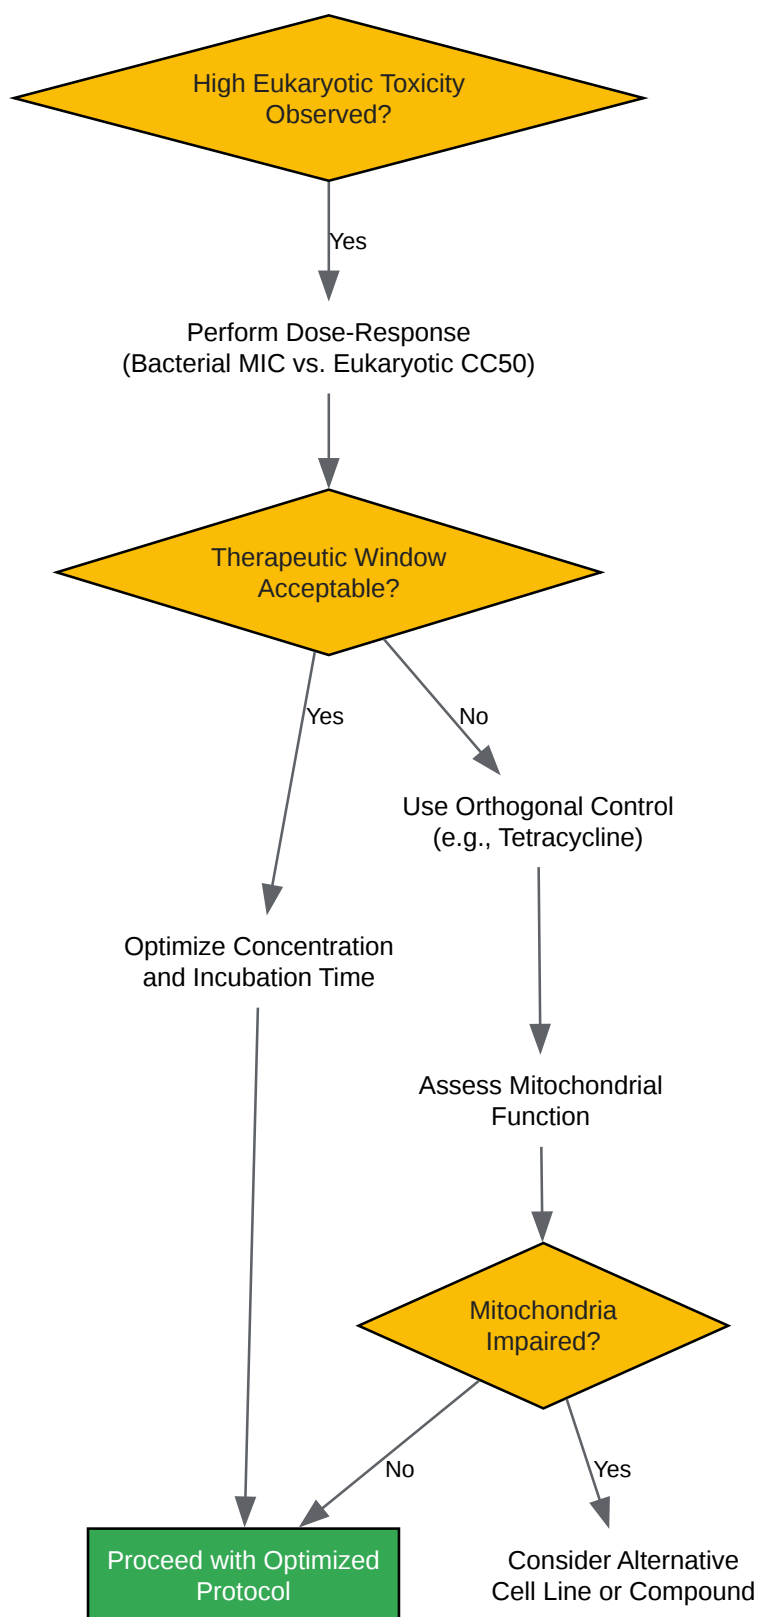 High Eukaryotic Toxicity
Observed?
Yes
Perform Dose-Response
(Bacterial MIC vs. Eukaryotic CC50)
Therapeutic Window
Acceptable?
Yes
No
Use Orthogonal Control
(e.g., Tetracycline)
Optimize Concentration
and Incubation Time
Assess Mitochondrial
Function
Mitochondria
Impaired?
No
Yes
Proceed with Optimized
Protocol
Consider Alternative
Cell Line or Compound